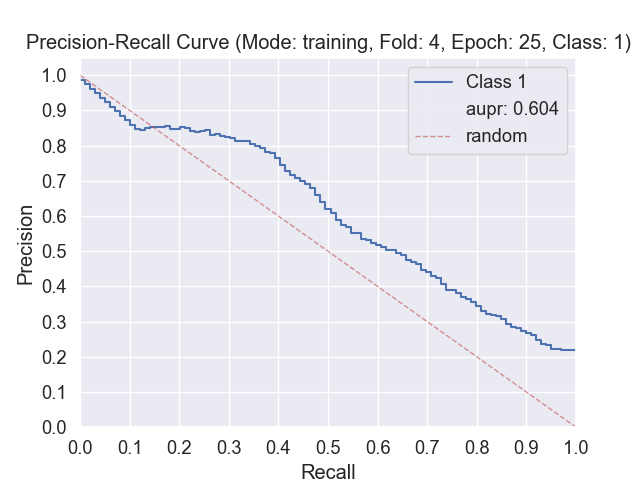 Precision-Recall Curve (Mode: training, Fold: 4, Epoch: 25, Class: 1)
1.0
0.9
0.8
0.7
0.6
0.5
0.4
0.3
0.2
0.1
0.0
Precision
Class 1
aupr: 0.604
random
0.0 0.1 0.2 0.3 0.4 0.5 0.6 0.7 0.8 0.9 1.0
Recall